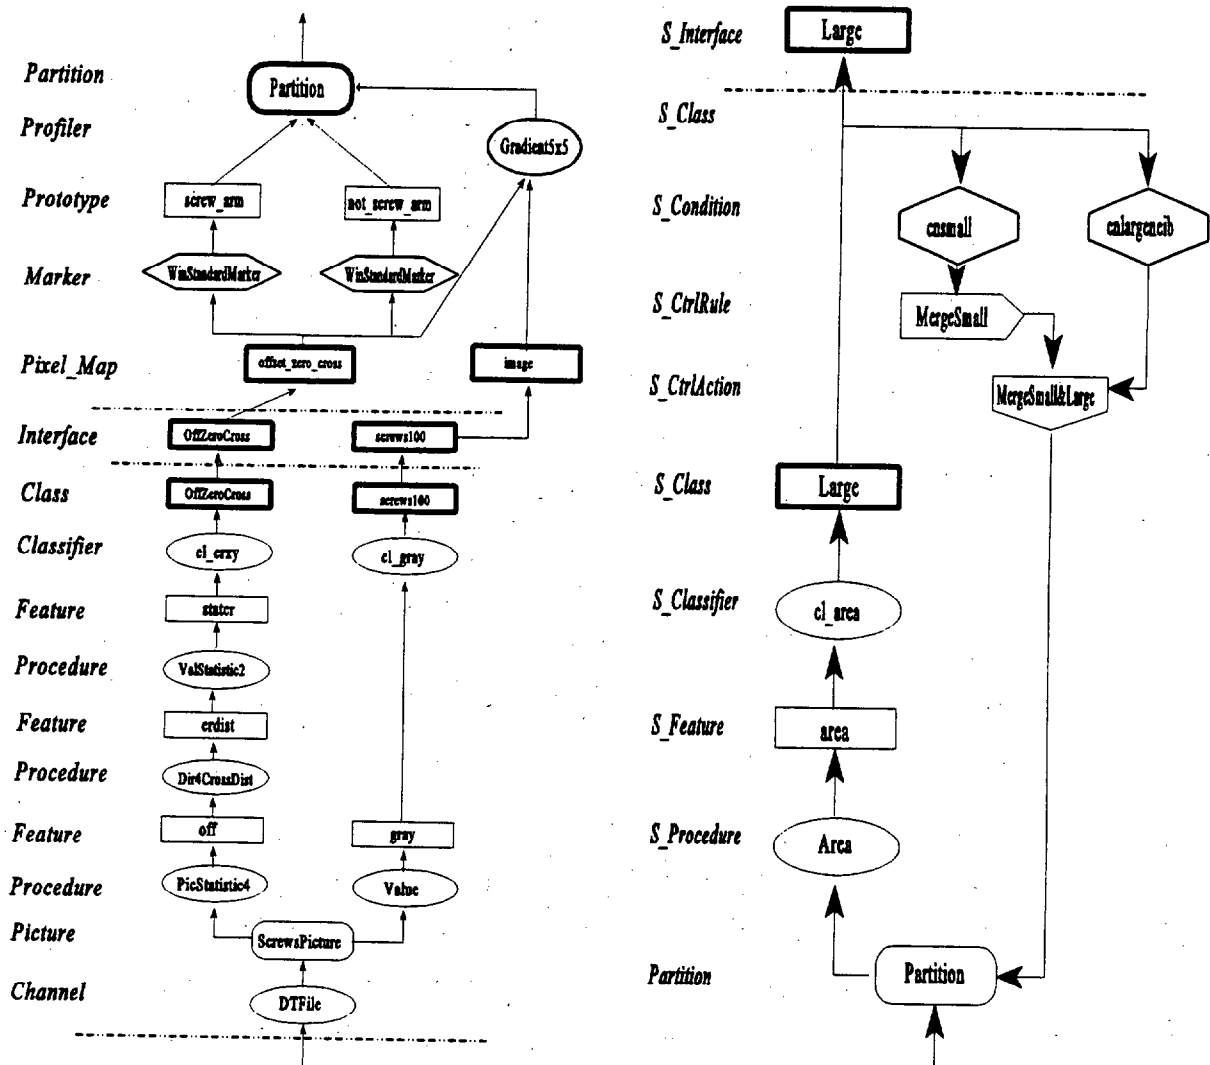 Partition
Partition
Profiler
Gradient5x5
Prototype
screw_arm
not_screw_arm
Marker
WinStandardMarker
WinStandardMarker
Pixel_Map
offset_zero_cross
image
Interface
OffZeroCross
screws100
Class
OffZeroCross
screws100
Classifier
cl_crxy
cl_gray
Feature
stater
Procedure
ValStatistic2
Feature
crdist
Procedure
Dir4CrossDist
Feature
off
gray
Procedure
PicStatistic4
Value
Picture
ScrewsPicture
Channel
DTFile
S_Interface
Large
S_Class
S_Condition
cnsmall
cnlargeneib
S_CtrlRule
MergeSmall
S_CtrlAction
MergeSmall&Large
S_Class
Large
S_Classifier
cl_area
S_Feature
area
S_Procedure
Area
Partition
Partition